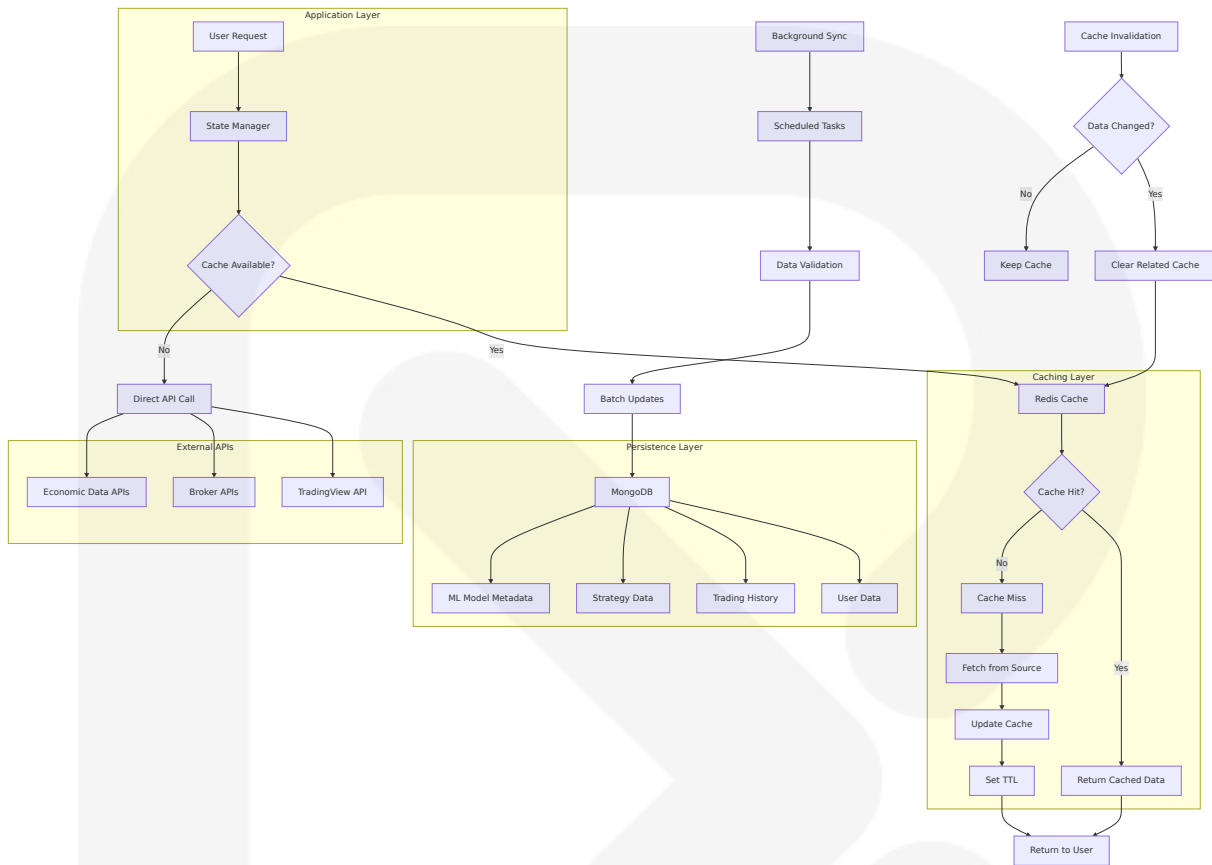 Application Layer
User Request
Background Sync
Cache Invalidation
State Manager
Scheduled Tasks
Data Changed?
No
Yes
Cache Available?
Data Validation
Keep Cache
Clear Related Cache
No
Yes
Caching Layer
Direct API Call
Batch Updates
Redis Cache
External APIs
Persistence Layer
Economic Data APIs
Broker APIs
TradingView API
MongoDB
Cache Hit?
No
ML Model Metadata
Strategy Data
Trading History
User Data
Cache Miss
Fetch from Source
Yes
Update Cache
Set TTL
Return Cached Data
Return to User